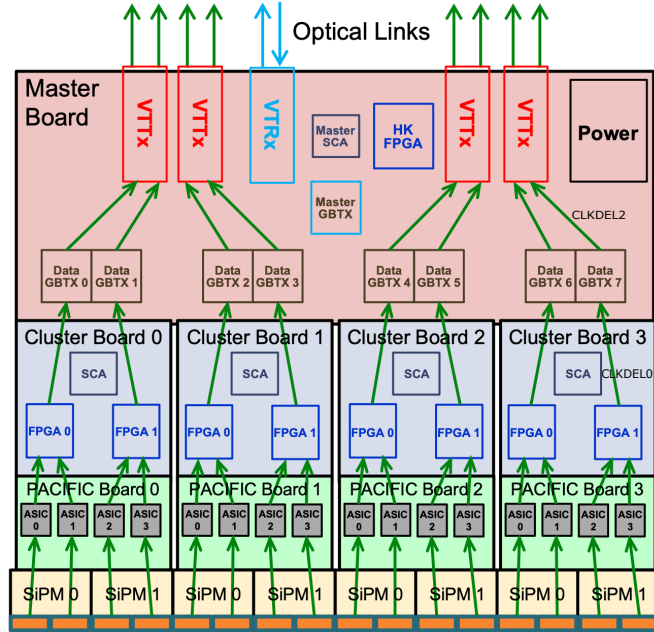 Optical Links
Master
Board
VTTx
VTTx
VTRx
VTTx
VTTx
Master
SCA
HK
FPGA
Power
Master
GBTX
CLKDEL2
Data
GBTX 0
Data
GBTX 1
Data
GBTX 2
Data
GBTX 3
Data
GBTX 4
Data
GBTX 5
Data
GBTX 6
Data
GBTX 7
Cluster Board 0
Cluster Board 1
Cluster Board 2
Cluster Board 3
SCA
SCA
SCA
SCA
CLKDEL0
FPGA 0
FPGA 1
FPGA 0
FPGA 1
FPGA 0
FPGA 1
FPGA 0
FPGA 1
PACIFIC Board 0
PACIFIC Board 1
PACIFIC Board 2
PACIFIC Board 3
ASIC
0
ASIC
1
ASIC
2
ASIC
3
ASIC
0
ASIC
1
ASIC
2
ASIC
3
ASIC
0
ASIC
1
ASIC
2
ASIC
3
ASIC
0
ASIC
1
ASIC
2
ASIC
3
SiPM 0
SiPM 1
SiPM 0
SiPM 1
SiPM 0
SiPM 1
SiPM 0
SiPM 1